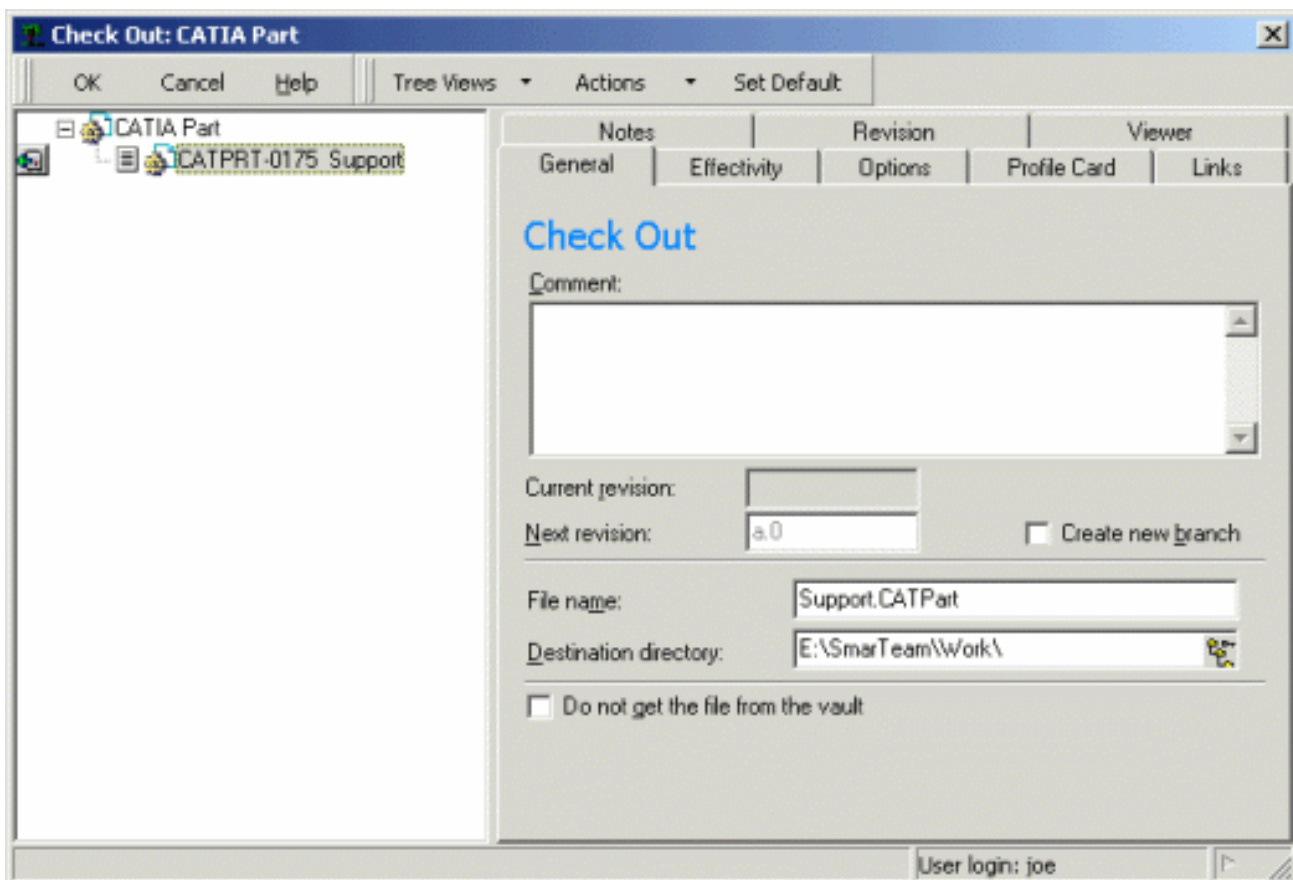 Check Out: CATIA Part
OK Cancel Help Tree Views Actions Set Default
CATIA Part
CATPRT-0175 Support
Notes Revision Viewer
General Effectivity Options Profile Card Links
Check Out
Comment:
Current revision:
Next revision: a.0 Create new branch
File name: Support.CATPart
Destination directory: E:\SmarTeam\Work\
Do not get the file from the vault
User login: joe